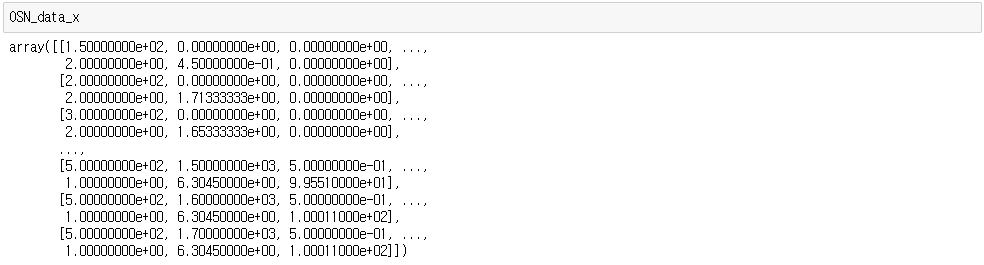 OSN_data_x
array([[1.50000000e+02, 0.00000000e+00, 0.00000000e+00, ...,
2.00000000e+00, 4.50000000e-01, 0.00000000e+00],
[2.00000000e+02, 0.00000000e+00, 0.00000000e+00, ...,
2.00000000e+00, 1.71333333e+00, 0.00000000e+00],
[3.00000000e+02, 0.00000000e+00, 0.00000000e+00, ...,
2.00000000e+00, 1.65333333e+00, 0.00000000e+00],
...,
[5.00000000e+02, 1.50000000e+03, 5.00000000e-01, ...,
1.00000000e+00, 6.30450000e+00, 9.95510000e+01],
[5.00000000e+02, 1.60000000e+03, 5.00000000e-01, ...,
1.00000000e+00, 6.30450000e+00, 1.00011000e+02],
[5.00000000e+02, 1.70000000e+03, 5.00000000e-01, ...,
1.00000000e+00, 6.30450000e+00, 1.00011000e+02]])